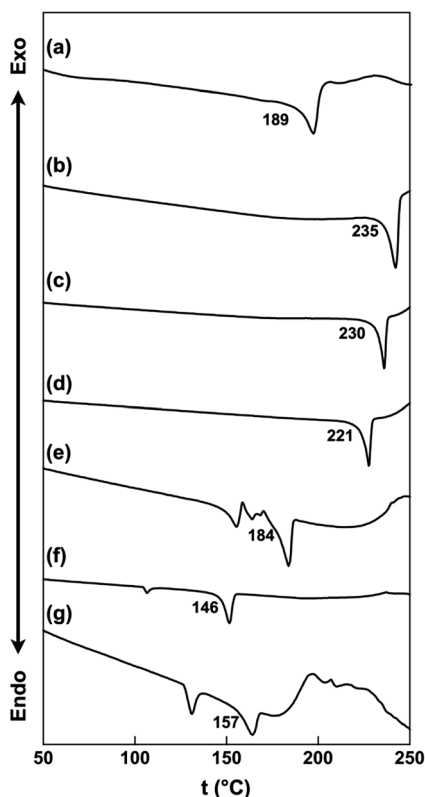 Exo
(a)
189
(b)
235
(c)
230
(d)
221
(e)
184
(f)
146
(g)
157
Endo
50 100 150 200 250
t (°C)